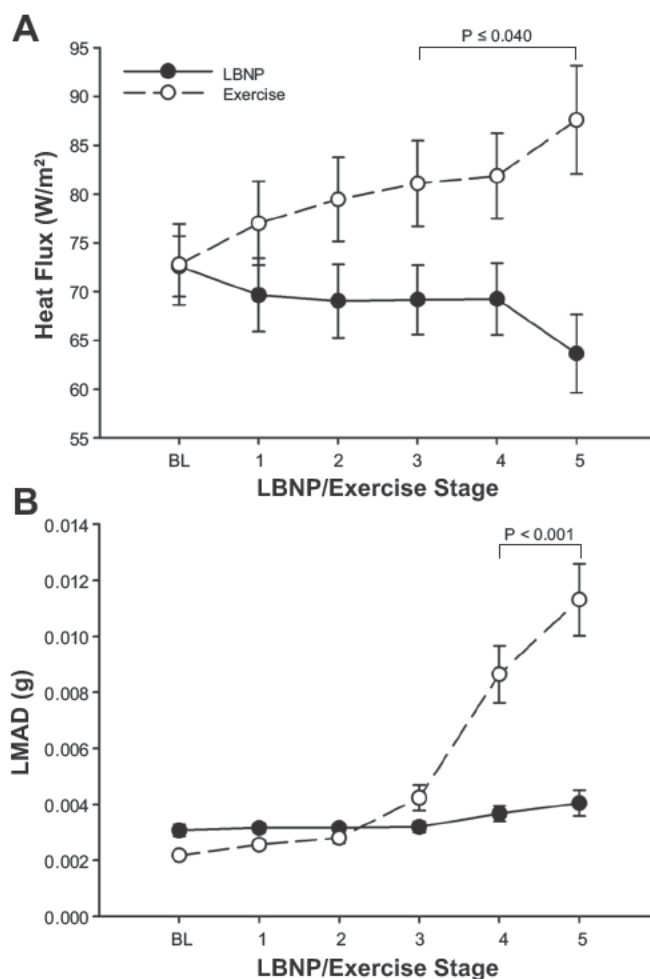 A
P ≤ 0.040
LBNP
Exercise
95
90
85
80
75
70
65
60
55
Heat Flux (W/m²)
BL 1 2 3 4 5
LBNP/Exercise Stage
B
P < 0.001
0.014
0.012
0.010
0.008
0.006
0.004
0.002
0.000
LMAD (g)
BL 1 2 3 4 5
LBNP/Exercise Stage